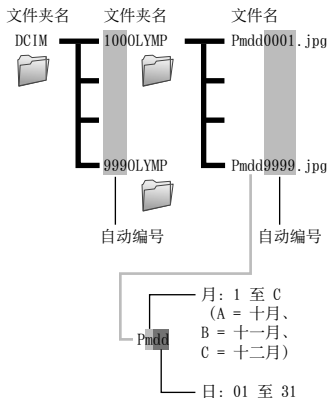 文件夹名 文件夹名 文件名
DCIM 100OLYMP Pmdd0001.jpg
999OLYMP Pmdd9999.jpg
自动编号 自动编号
月: 1 至 C
(A = 十月、
B = 十一月、
C = 十二月)
Pmdd
日: 01 至 31